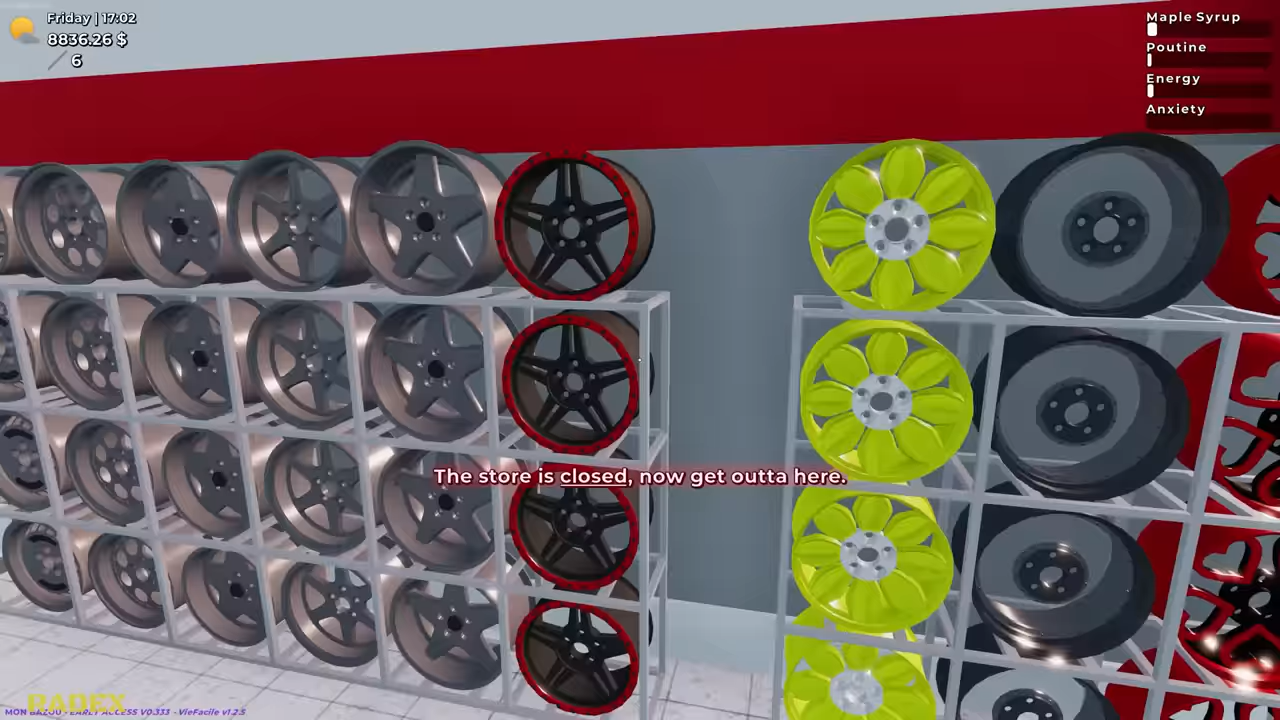 Friday | 17:02
8836.26 $
6
Maple Syrup
Poutine
Energy
Anxiety
The store is closed, now get outta here.
RADEX
MON BAZOU - EARLY ACCESS V0.333 - VieFacile v1.2.5